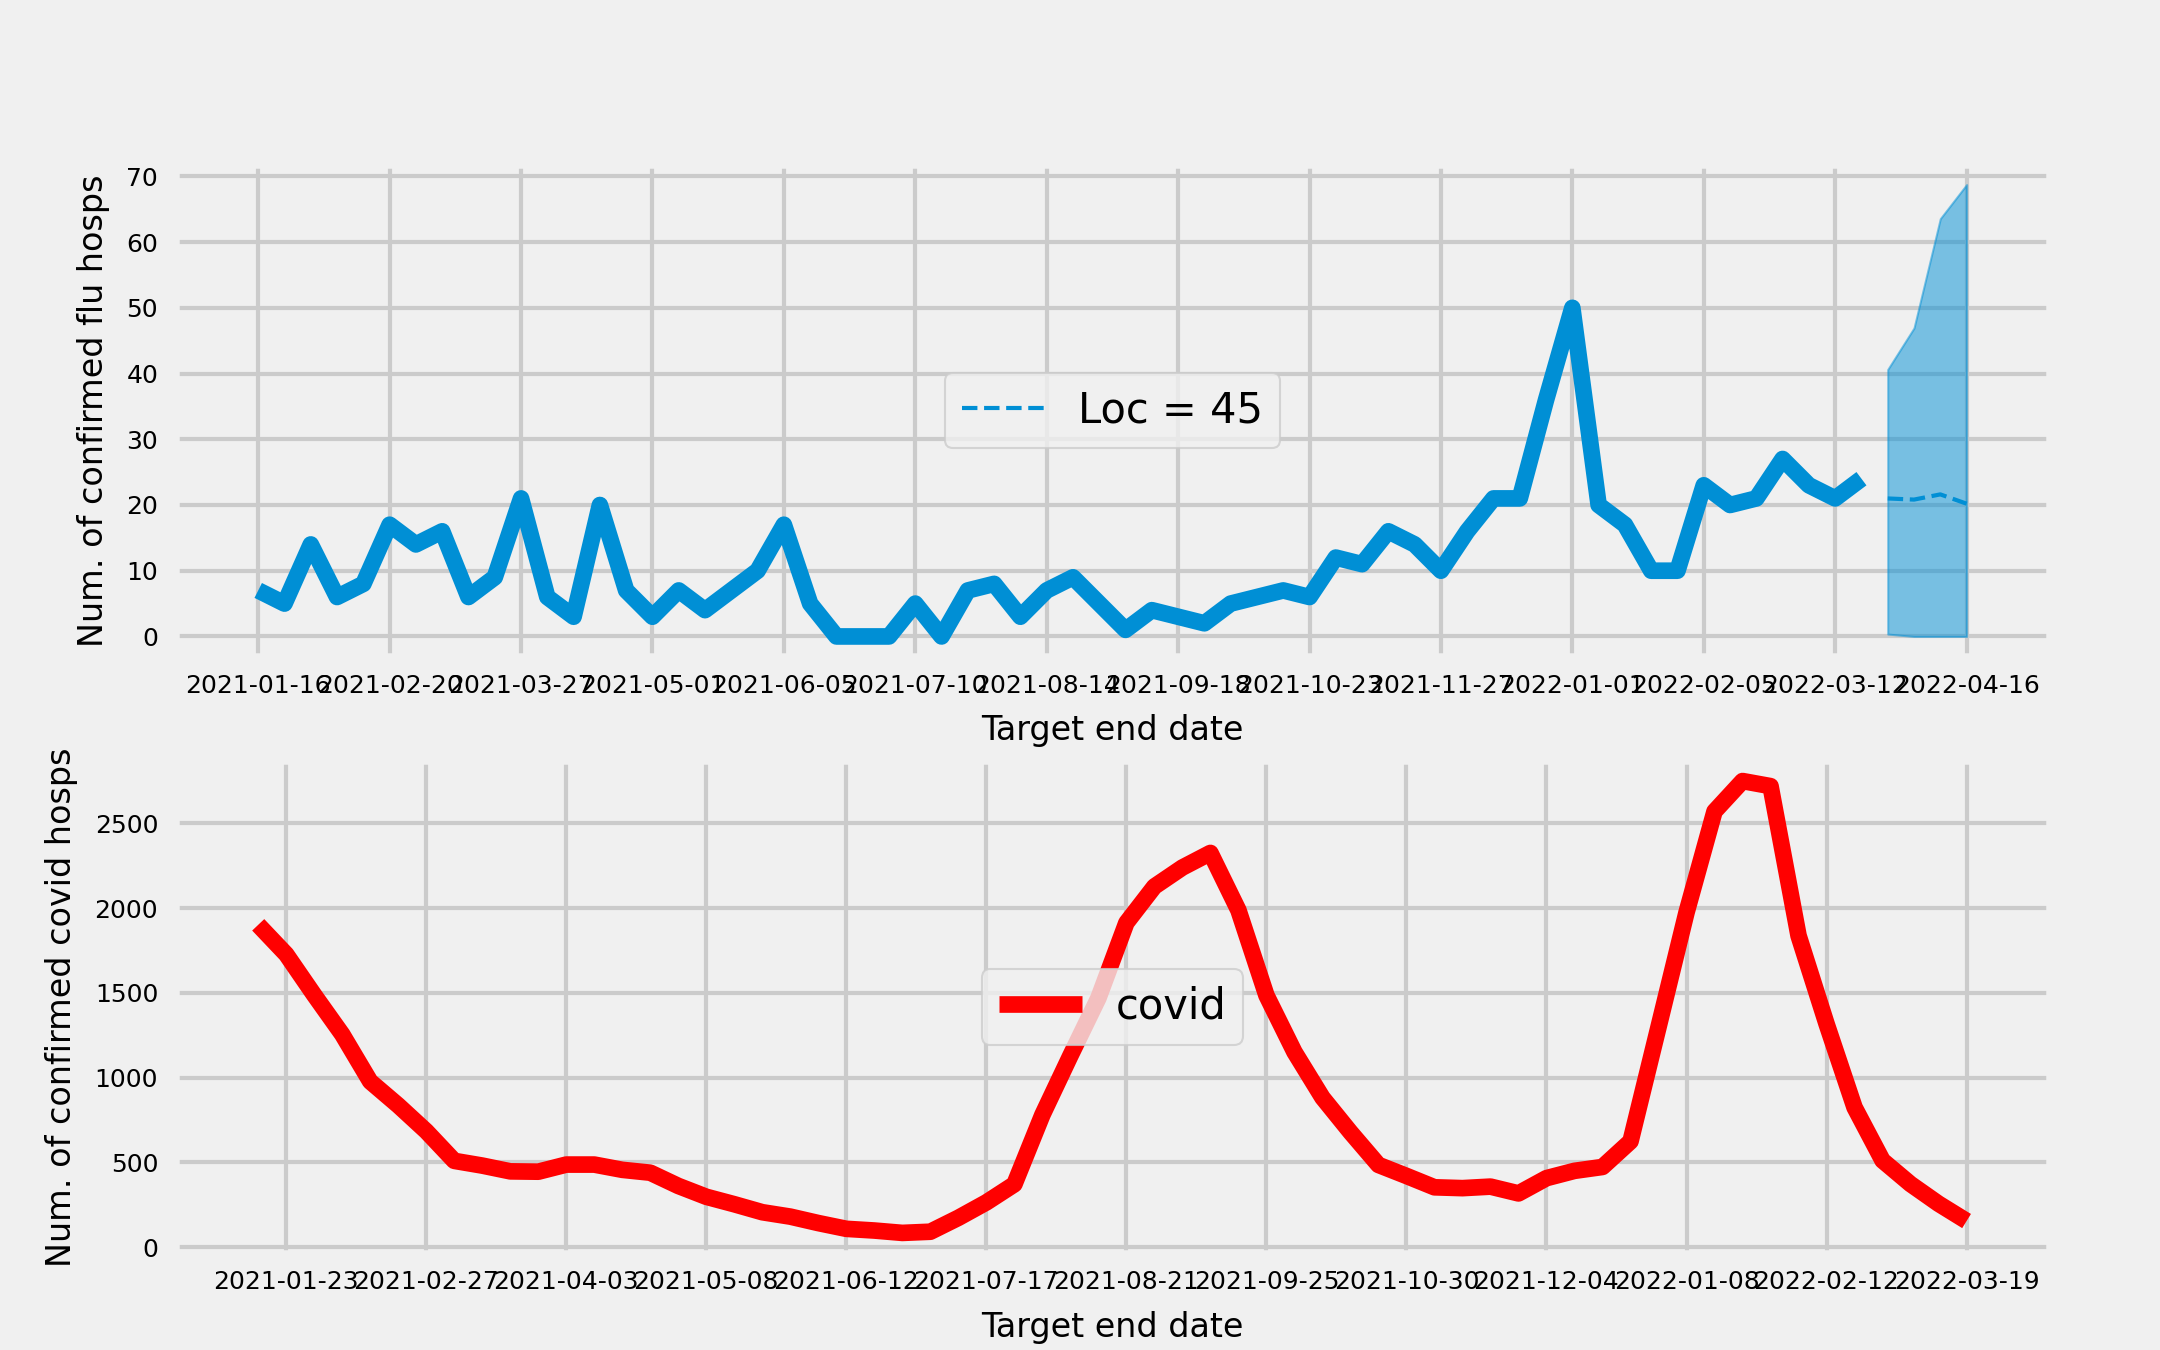 Num. of confirmed flu hosps
70
60
50
40
30
20
10
0
Loc = 45
2021-01-16 2021-02-20 2021-03-27 2021-05-01 2021-06-05 2021-07-10 2021-08-14 2021-09-18 2021-10-23 2021-11-27 2022-01-01 2022-02-05 2022-03-12 2022-04-16
Target end date
Num. of confirmed covid hosps
2500
2000
1500
1000
500
0
covid
2021-01-23 2021-02-27 2021-04-03 2021-05-08 2021-06-12 2021-07-17 2021-08-21 2021-09-25 2021-10-30 2021-12-04 2022-01-08 2022-02-12 2022-03-19
Target end date